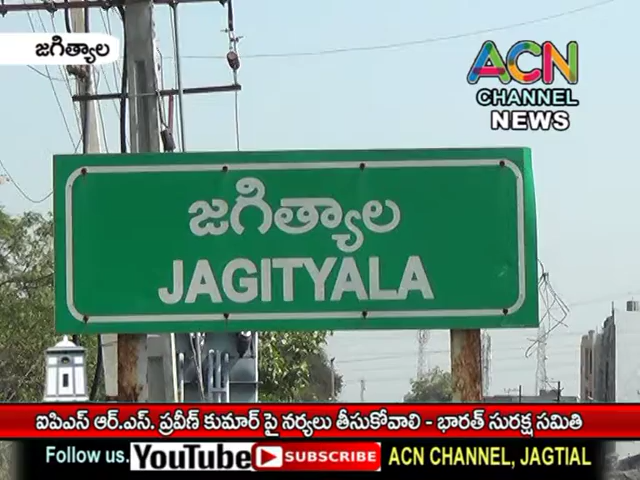 జగిత్యాల
ACN
CHANNEL
NEWS
జగిత్యాల
JAGITYALA
ఐపిఎస్ ఆర్.ఎస్. ప్రవీణ్ కుమార్ పై నర్యలు తీసుకోవాలి - భారత్ సురక్ష సమితి
Follow us. YouTube SUBSCRIBE ACN CHANNEL, JAGTIAL